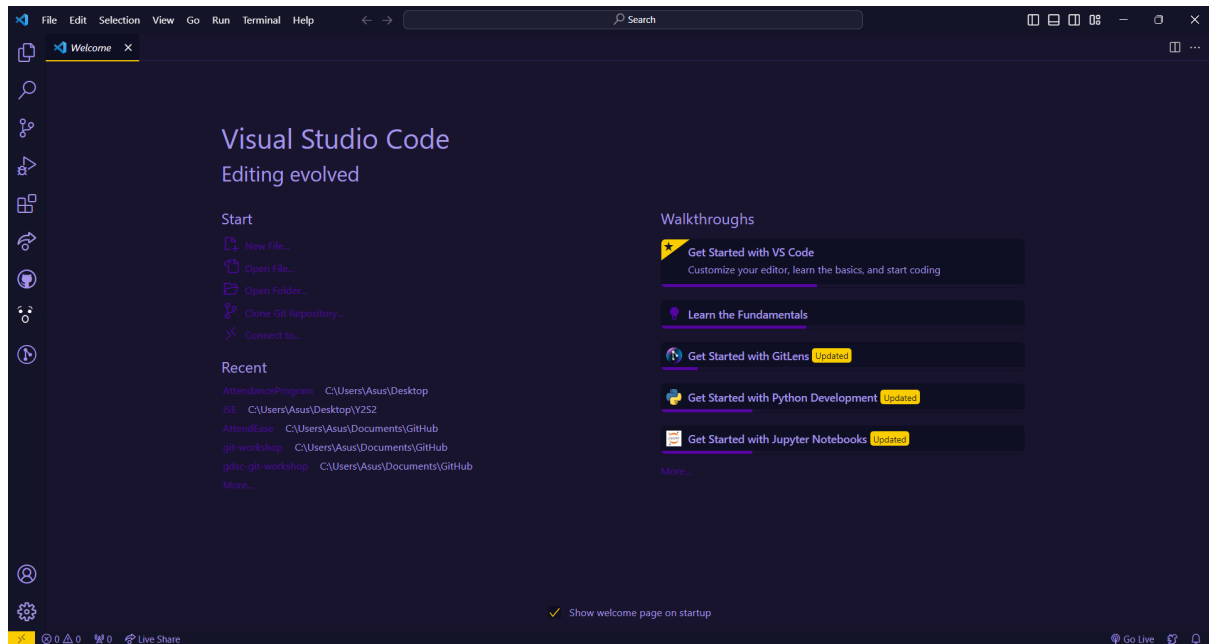 File Edit Selection View Go Run Terminal Help
Search
Welcome
Visual Studio Code
Editing evolved
Start
New File...
Open File...
Open Folder...
Clone Git Repository...
Connect to...
Recent
AttendanceProgram C:\Users\Asus\Desktop
ISE C:\Users\Asus\Desktop\Y2S2
AttendEase C:\Users\Asus\Documents\GitHub
git-workshop C:\Users\Asus\Documents\GitHub
gdsc-git-workshop C:\Users\Asus\Documents\GitHub
More...
Walkthroughs
Get Started with VS Code
Customize your editor, learn the basics, and start coding
Learn the Fundamentals
Get Started with GitLens Updated
Get Started with Python Development Updated
Get Started with Jupyter Notebooks Updated
More...
Show welcome page on startup
0 0 0 Live Share Go Live